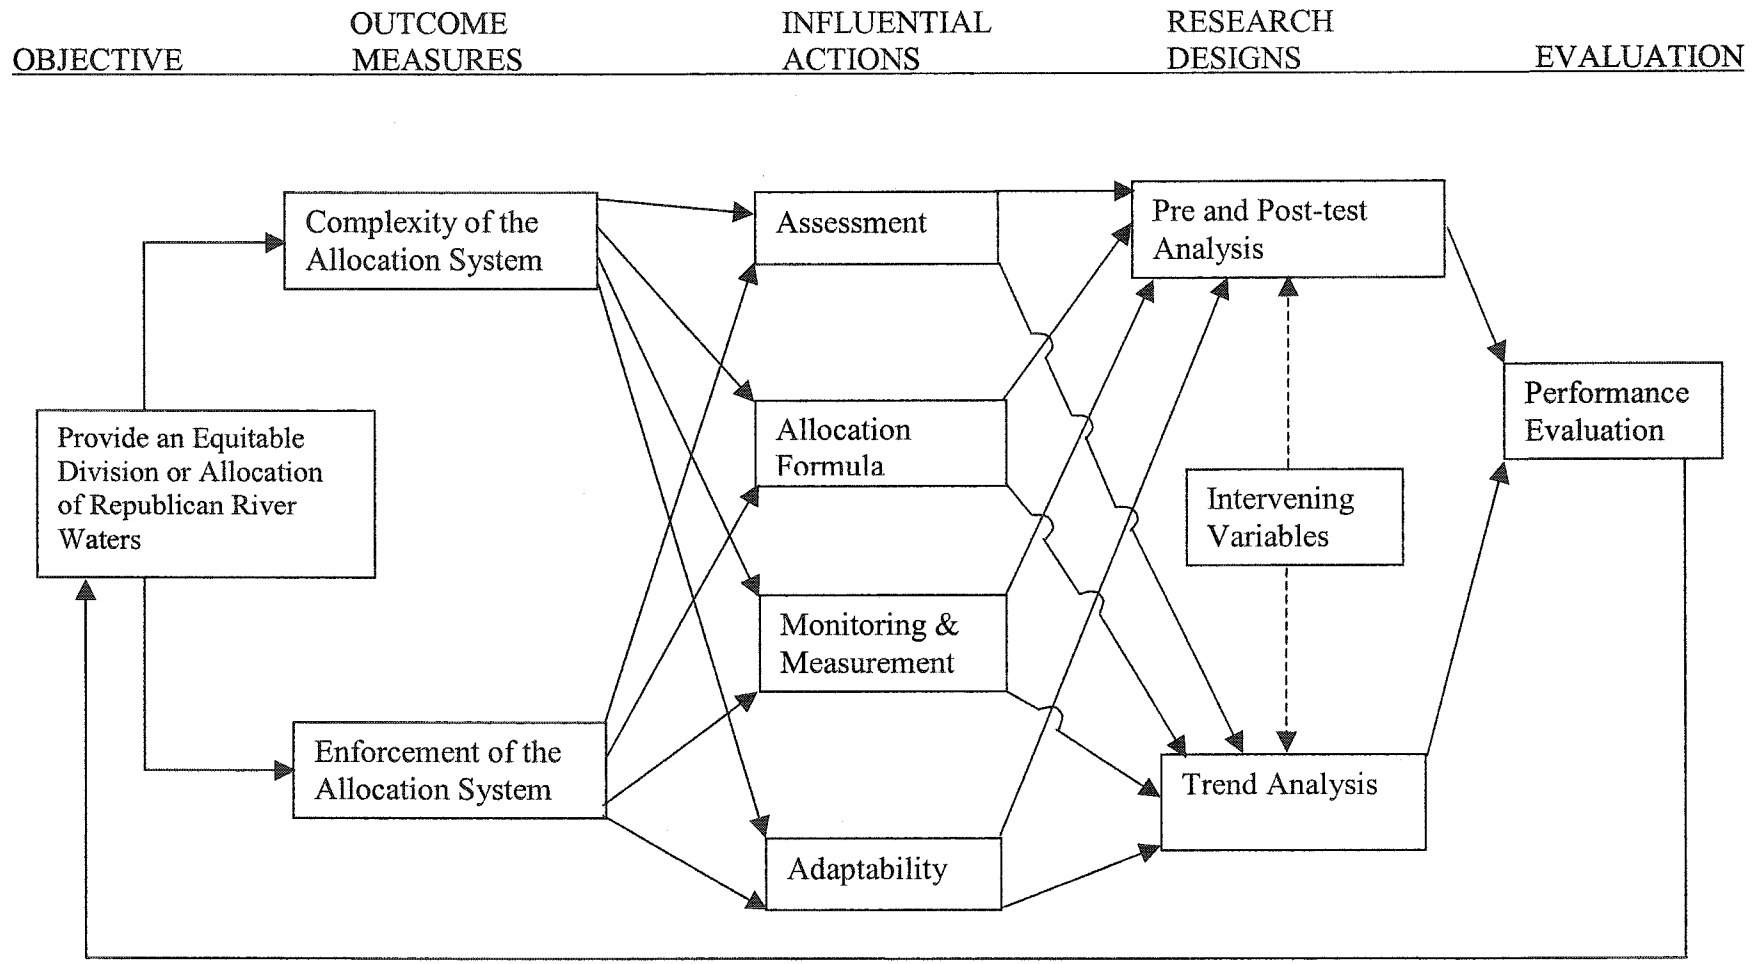 OBJECTIVE
OUTCOME
MEASURES
INFLUENTIAL
ACTIONS
RESEARCH
DESIGNS
EVALUATION
Complexity of the
Allocation System
Assessment
Pre and Post-test
Analysis
Provide an Equitable
Division or Allocation
of Republican River
Waters
Allocation
Formula
Performance
Evaluation
Intervening
Variables
Monitoring &
Measurement
Enforcement of the
Allocation System
Trend Analysis
Adaptability